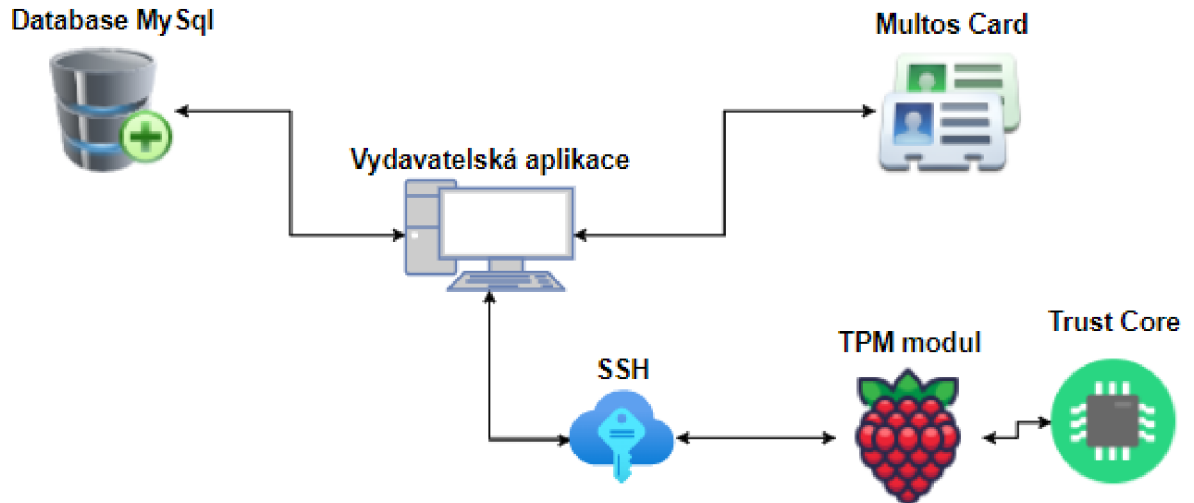 Database MySql
Multos Card
Vydavatelská aplikace
Trust Core
TPM modul
SSH